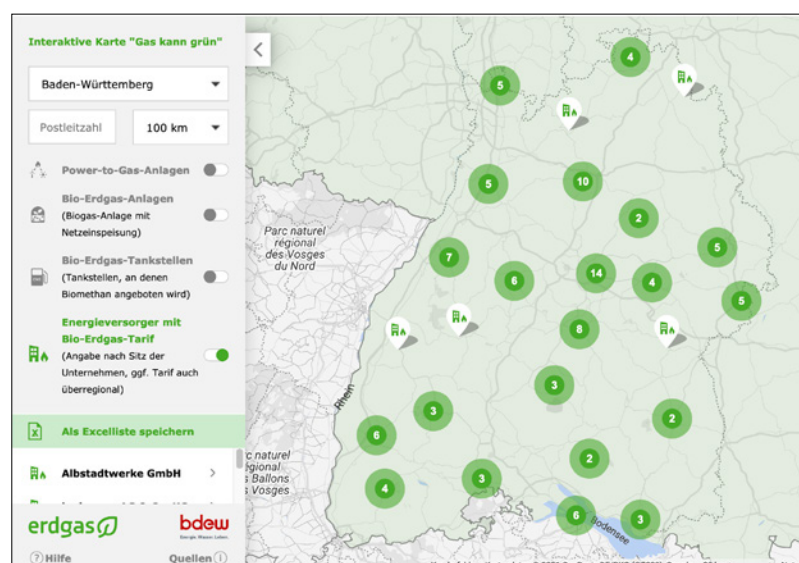 Interaktive Karte "Gas kann grün"
Baden-Württemberg
Postleitzahl
100 km
Power-to-Gas-Anlagen
Bio-Erdgas-Anlagen
(Biogas-Anlage mit
Netzeinspeisung)
Bio-Erdgas-Tankstellen
(Tankstellen, an denen
Biomethan angeboten wird)
Energieversorger mit
Bio-Erdgas-Tarif
(Angabe nach Sitz der
Unternehmen, ggf. Tarif auch
überregional)
Als Excelliste speichern
Albstadtwerke GmbH
erdgas
bdew
Energie. Wasser. Leben.
Hilfe
Quellen
4
5
5
10
2
Parc naturel
régional
des Vosges
du Nord
7
5
6
14
4
5
8
Rhein
3
3
2
6
c naturel
égional
s Ballons
s Vosges
2
4
3
6
3
Bodensee